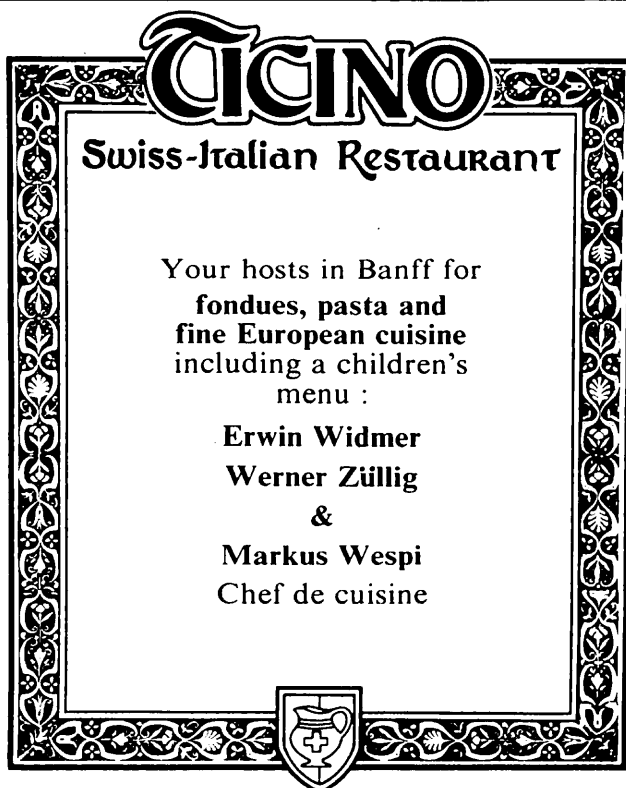 TICINO
Swiss-Italian Restaurant
Your hosts in Banff for
fondues, pasta and
fine European cuisine
including a children's
menu :
Erwin Widmer
Werner Züllig
&
Markus Wespi
Chef de cuisine